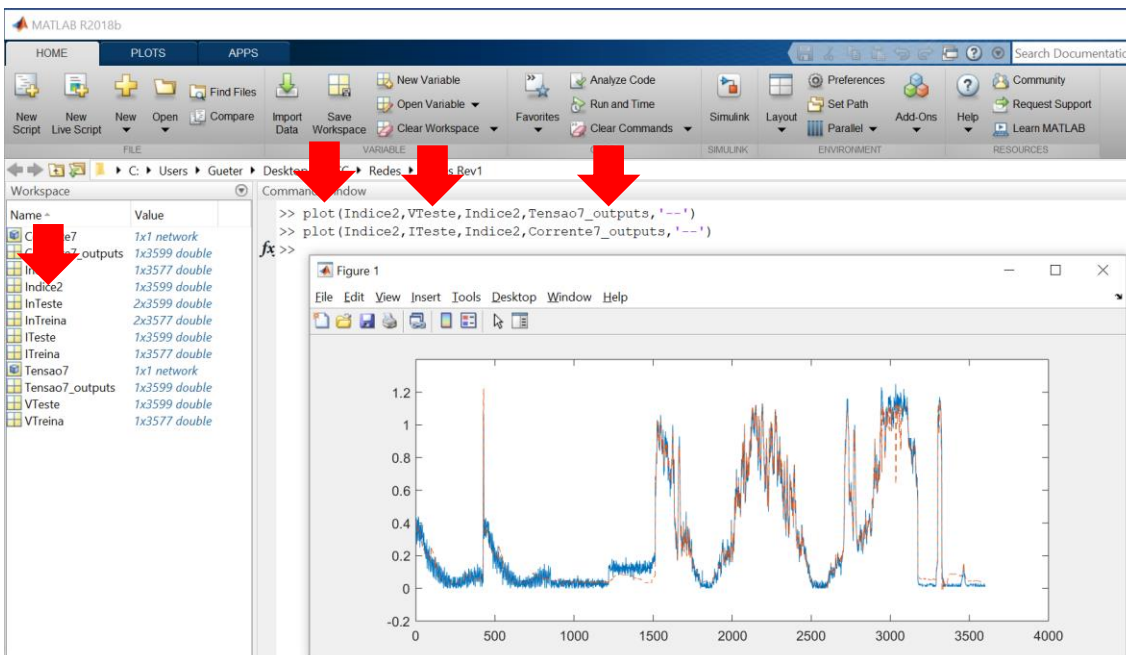 MATLAB R2018b
HOME PLOTS APPS
Search Documentatic
New Script
New Live Script
New
Open
Find Files
Compare
Import Data
Save Workspace
New Variable
Open Variable
Clear Workspace
Favorites
Analyze Code
Run and Time
Clear Commands
Simulink
Layout
Preferences
Set Path
Parallel
Add-Ons
Help
Community
Request Support
Learn MATLAB
FILE VARIABLE SIMULINK ENVIRONMENT RESOURCES
C: Users Gueter Redes Rev1
Workspace
Name Value
1x1 network
_outputs 1x3599 double
1x3577 double
Indice2 1x3599 double
InTeste 2x3599 double
InTreina 2x3577 double
ITeste 1x3599 double
ITreina 1x3577 double
Tensao7 1x1 network
Tensao7_outputs 1x3599 double
VTeste 1x3599 double
VTreina 1x3577 double
>> plot(Indice2,VTeste,Indice2,Tensao7_outputs,'--')
>> plot(Indice2,ITeste,Indice2,Corrente7_outputs,'--')
fx >>
Figure 1
File Edit View Insert Tools Desktop Window Help
1.2
1
0.8
0.6
0.4
0.2
0
-0.2
0 500 1000 1500 2000 2500 3000 3500 4000